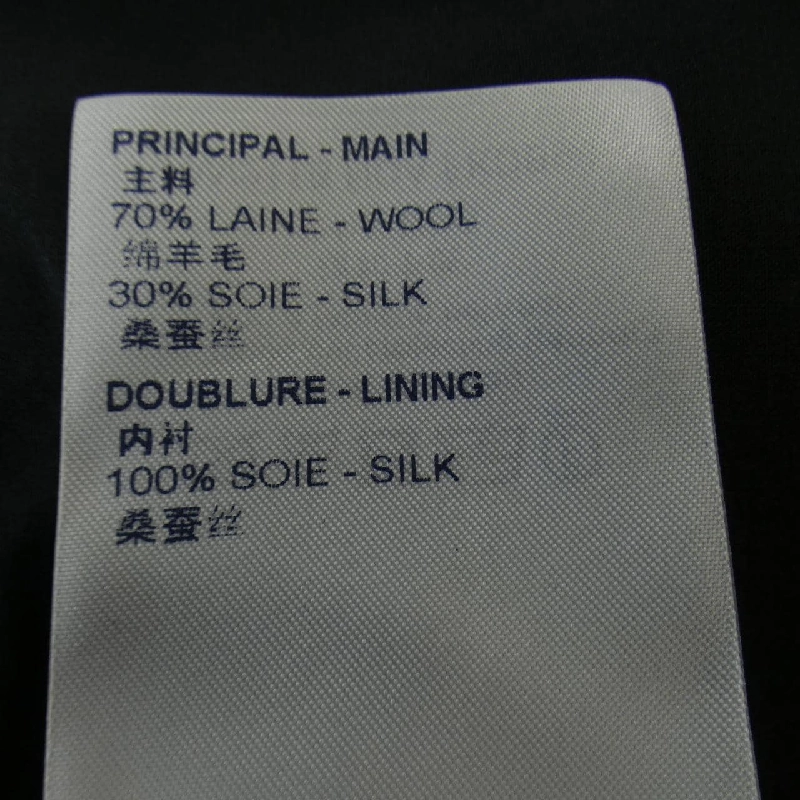 PRINCIPAL - MAIN
主料
70% LAINE - WOOL
绵羊毛
30% SOIE - SILK
桑蚕丝
DOUBLURE - LINING
内衬
100% SOIE - SILK
桑蚕丝